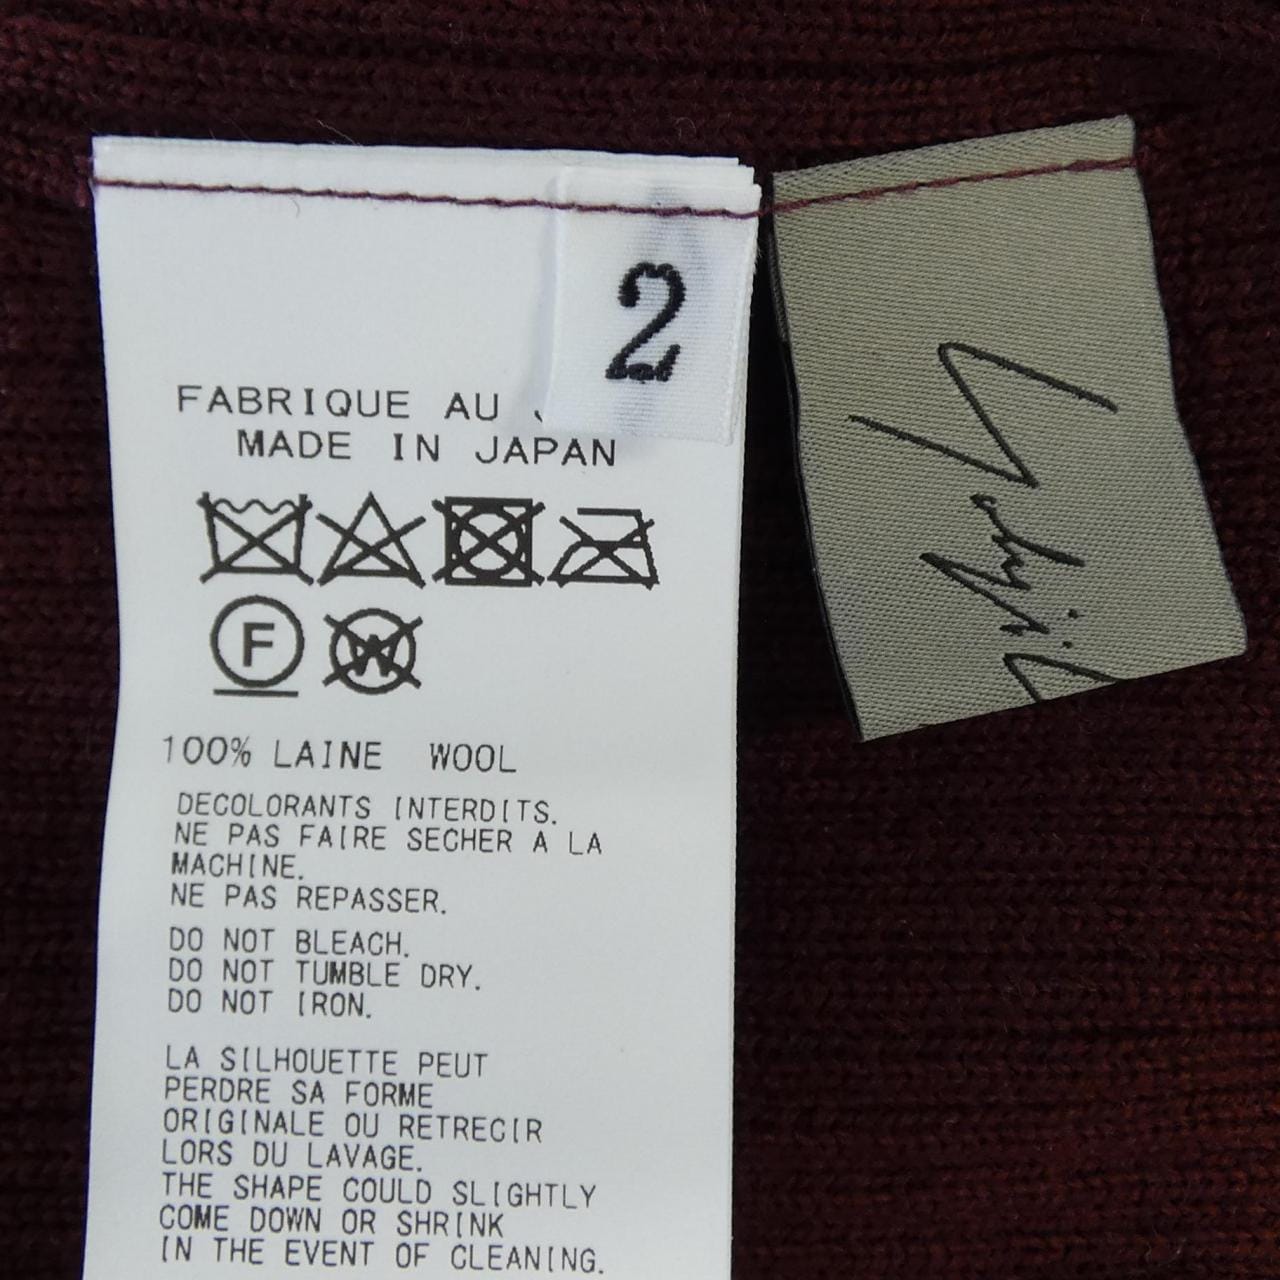 2
FABRIQUE AU
MADE IN JAPAN
F
W
100% LAINE WOOL
DECOLORANTS INTERDITS.
NE PAS FAIRE SECHER A LA
MACHINE.
NE PAS REPASSER.
DO NOT BLEACH.
DO NOT TUMBLE DRY.
DO NOT IRON.
LA SILHOUETTE PEUT
PERDRE SA FORME
ORIGINALE OU RETRECIR
LORS DU LAVAGE.
THE SHAPE COULD SLIGHTLY
COME DOWN OR SHRINK
IN THE EVENT OF CLEANING.